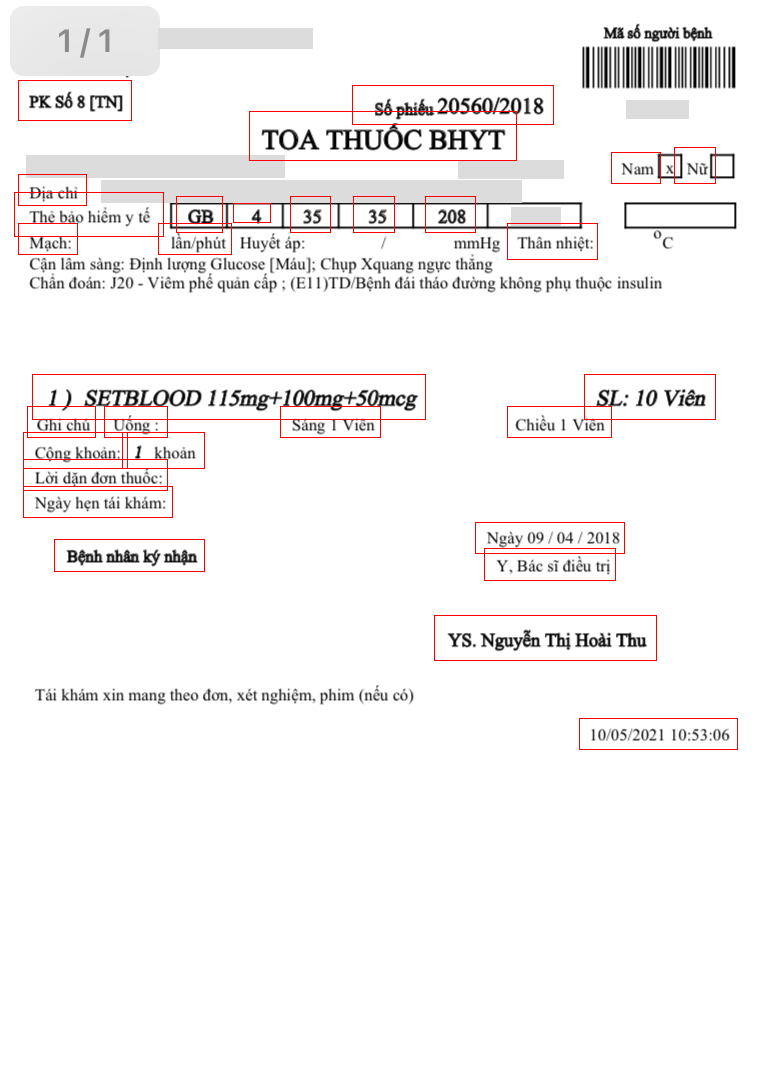 1/1
Mã số người bệnh
PK Số 8 [TN]
Số phiếu 20560/2018
TOA THUỐC BHYT
Nam x Nữ
Địa chỉ
Thẻ bảo hiểm y tế GB 4 35 35 208
Mạch: lần/phút Huyết áp: / mmHg Thân nhiệt: °C
Cận lâm sàng: Định lượng Glucose [Máu]; Chụp Xquang ngực thẳng
Chẩn đoán: J20 - Viêm phế quản cấp ; (E11)TD/Bệnh đái tháo đường không phụ thuộc insulin
1 ) SETBLOOD 115mg+100mg+50mcg SL: 10 Viên
Ghi chú Uống : Sáng 1 Viên Chiều 1 Viên
Cộng khoản: 1 khoản
Lời dặn đơn thuốc:
Ngày hẹn tái khám:
Ngày 09 / 04 / 2018
Bệnh nhân ký nhận
Y, Bác sĩ điều trị
YS. Nguyễn Thị Hoài Thu
Tái khám xin mang theo đơn, xét nghiệm, phim (nếu có)
10/05/2021 10:53:06